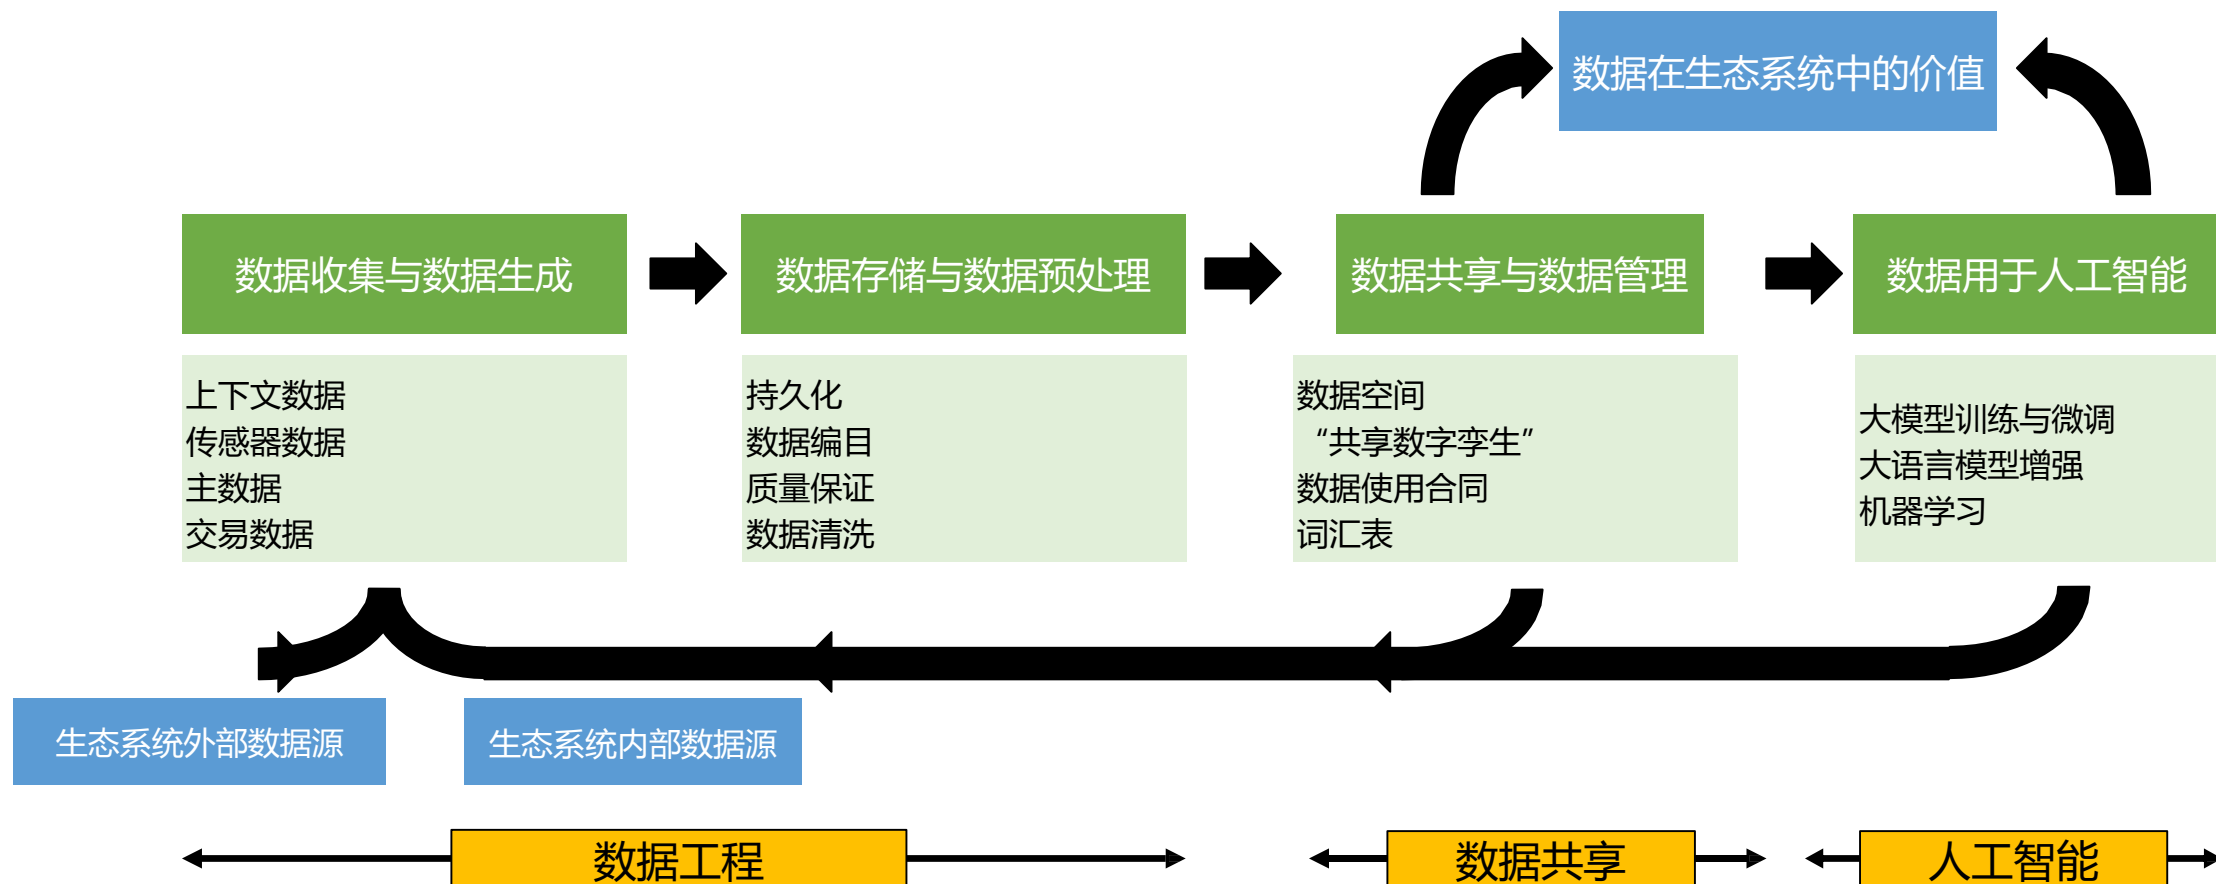 数据在生态系统中的价值
数据收集与数据生成
数据存储与数据预处理
数据共享与数据管理
数据用于人工智能
上下文数据
传感器数据
主数据
交易数据
持久化
数据编目
质量保证
数据清洗
数据空间
“共享数字孪生”
数据使用合同
词汇表
大模型训练与微调
大语言模型增强
机器学习
生态系统外部数据源
生态系统内部数据源
数据工程
数据共享
人工智能